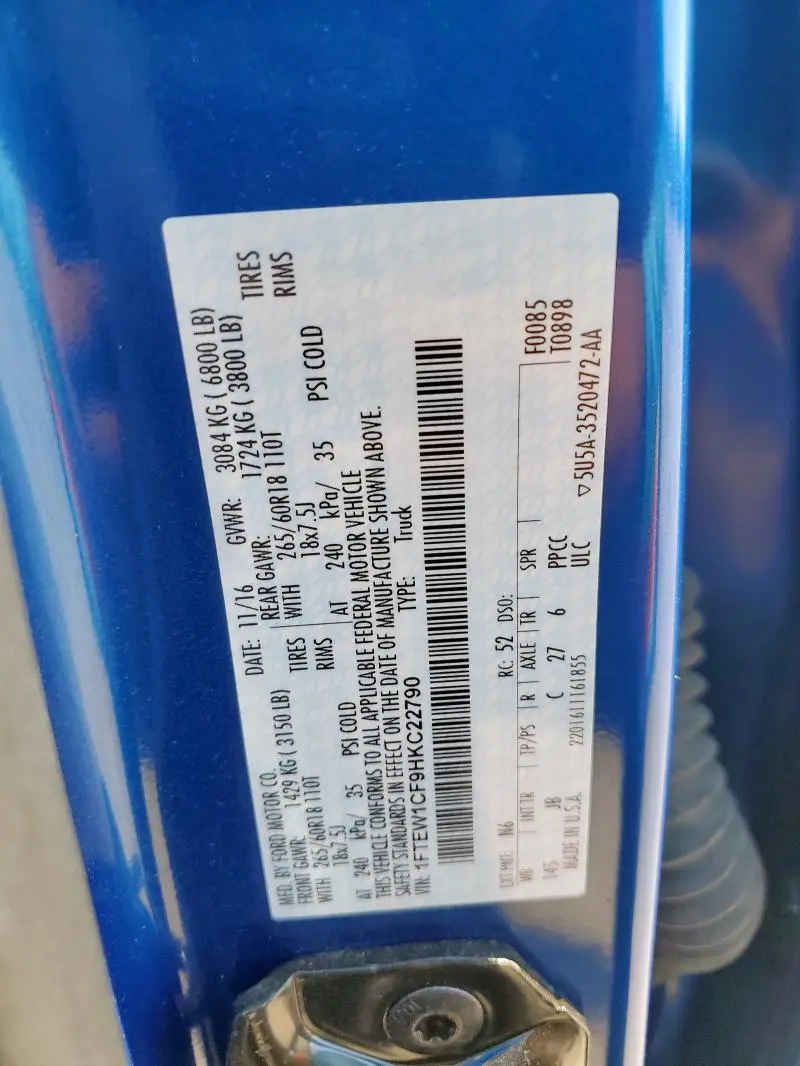 MFD. BY FORD MOTOR CO. DATE: 11/16 GVWR: 3084 KG ( 6800 LB)
FRONT GAWR: 1429 KG ( 3150 LB) REAR GAWR: 1724 KG ( 3800 LB)
WITH 265/60R18 110T TIRES WITH 265/60R18 110T TIRES
18x7.5J RIMS 18x7.5J RIMS
AT 240 kPa/ 35 PSI COLD AT 240 kPa/ 35 PSI COLD
THIS VEHICLE CONFORMS TO ALL APPLICABLE FEDERAL MOTOR VEHICLE
SAFETY STANDARDS IN EFFECT ON THE DATE OF MANUFACTURE SHOWN ABOVE.
VIN: 1FTEW1CF9HKC22790 TYPE: Truck
EXT PNT: N6 RC: 52 DSO: F0085
WB INT TR TP/PS R AXLE TR SPR T0898
145 JB C 27 6 PPCC
MADE IN U.S.A. 2201611161855 ULC ▽5U5A-3520472-AA